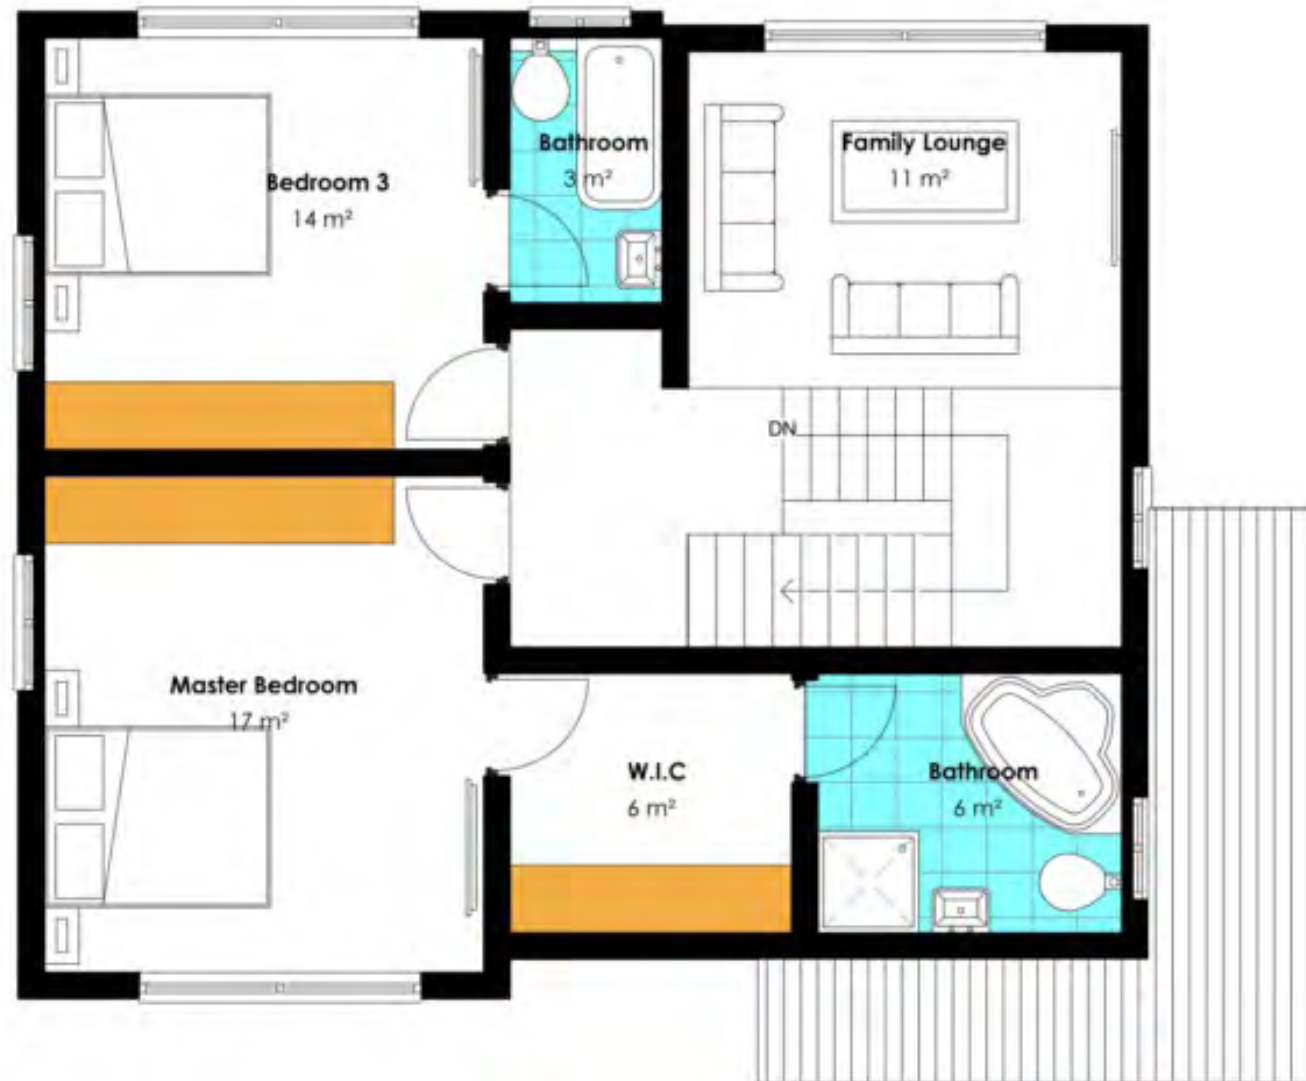 Bedroom 3
14 m²
Bathroom
3 m²
Family Lounge
11 m²
DN
Master Bedroom
17 m²
W.I.C
6 m²
Bathroom
6 m²